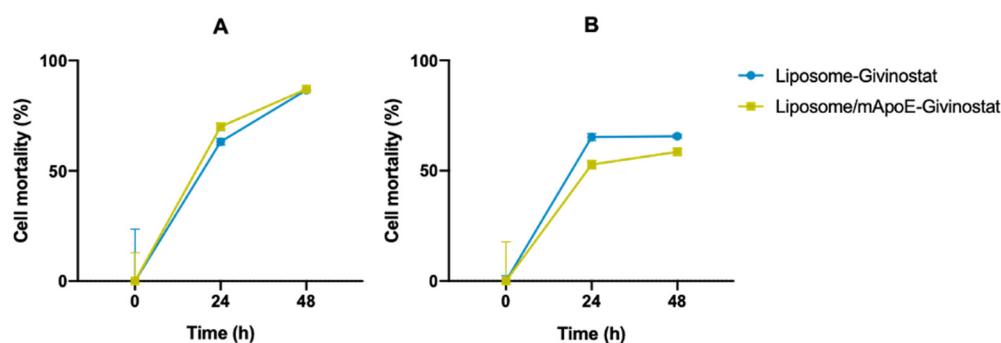 A
Cell mortality (%)
100
50
0
0 24 48
Time (h)
B
Cell mortality (%)
100
50
0
0 24 48
Time (h)
Liposome-Givinostat
Liposome/mApoE-Givinostat